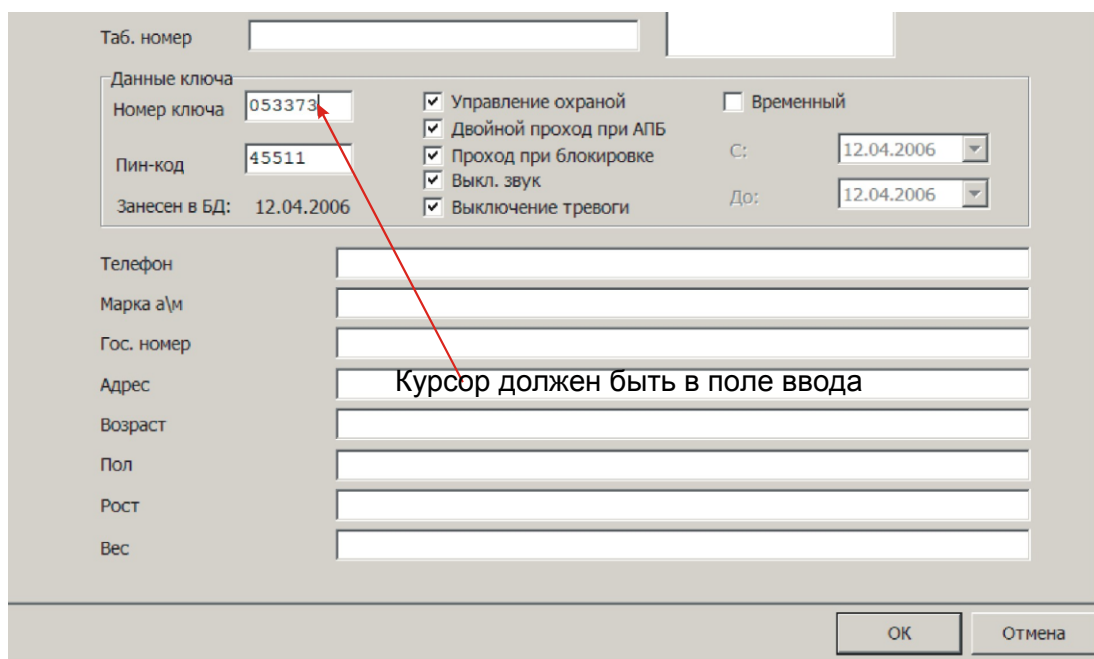 Таб. номер
Данные ключа
Номер ключа 053373 Управление охраной Временный
Двойной проход при АПБ
Пин-код 45511 Проход при блокировке С: 12.04.2006
Выкл. звук
Занесен в БД: 12.04.2006 Выключение тревоги До: 12.04.2006
Телефон
Марка а\м
Гос. номер
Адрес Курсор должен быть в поле ввода
Возраст
Пол
Рост
Вес
ОК Отмена